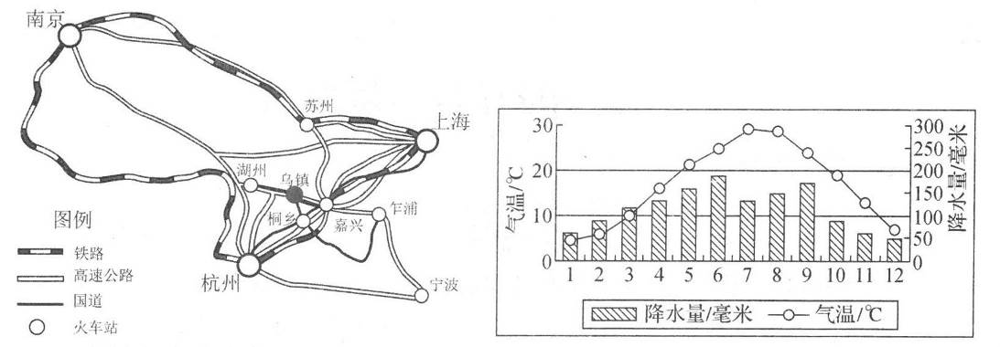 南京
苏州
上海
湖州
乌镇
桐乡
嘉兴
乍浦
杭州
宁波
图例
铁路
高速公路
国道
火车站
气温/℃
30
20
10
0
降水量/毫米
300
250
200
150
100
50
0
1 2 3 4 5 6 7 8 9 10 11 12
降水量/毫米 气温/℃